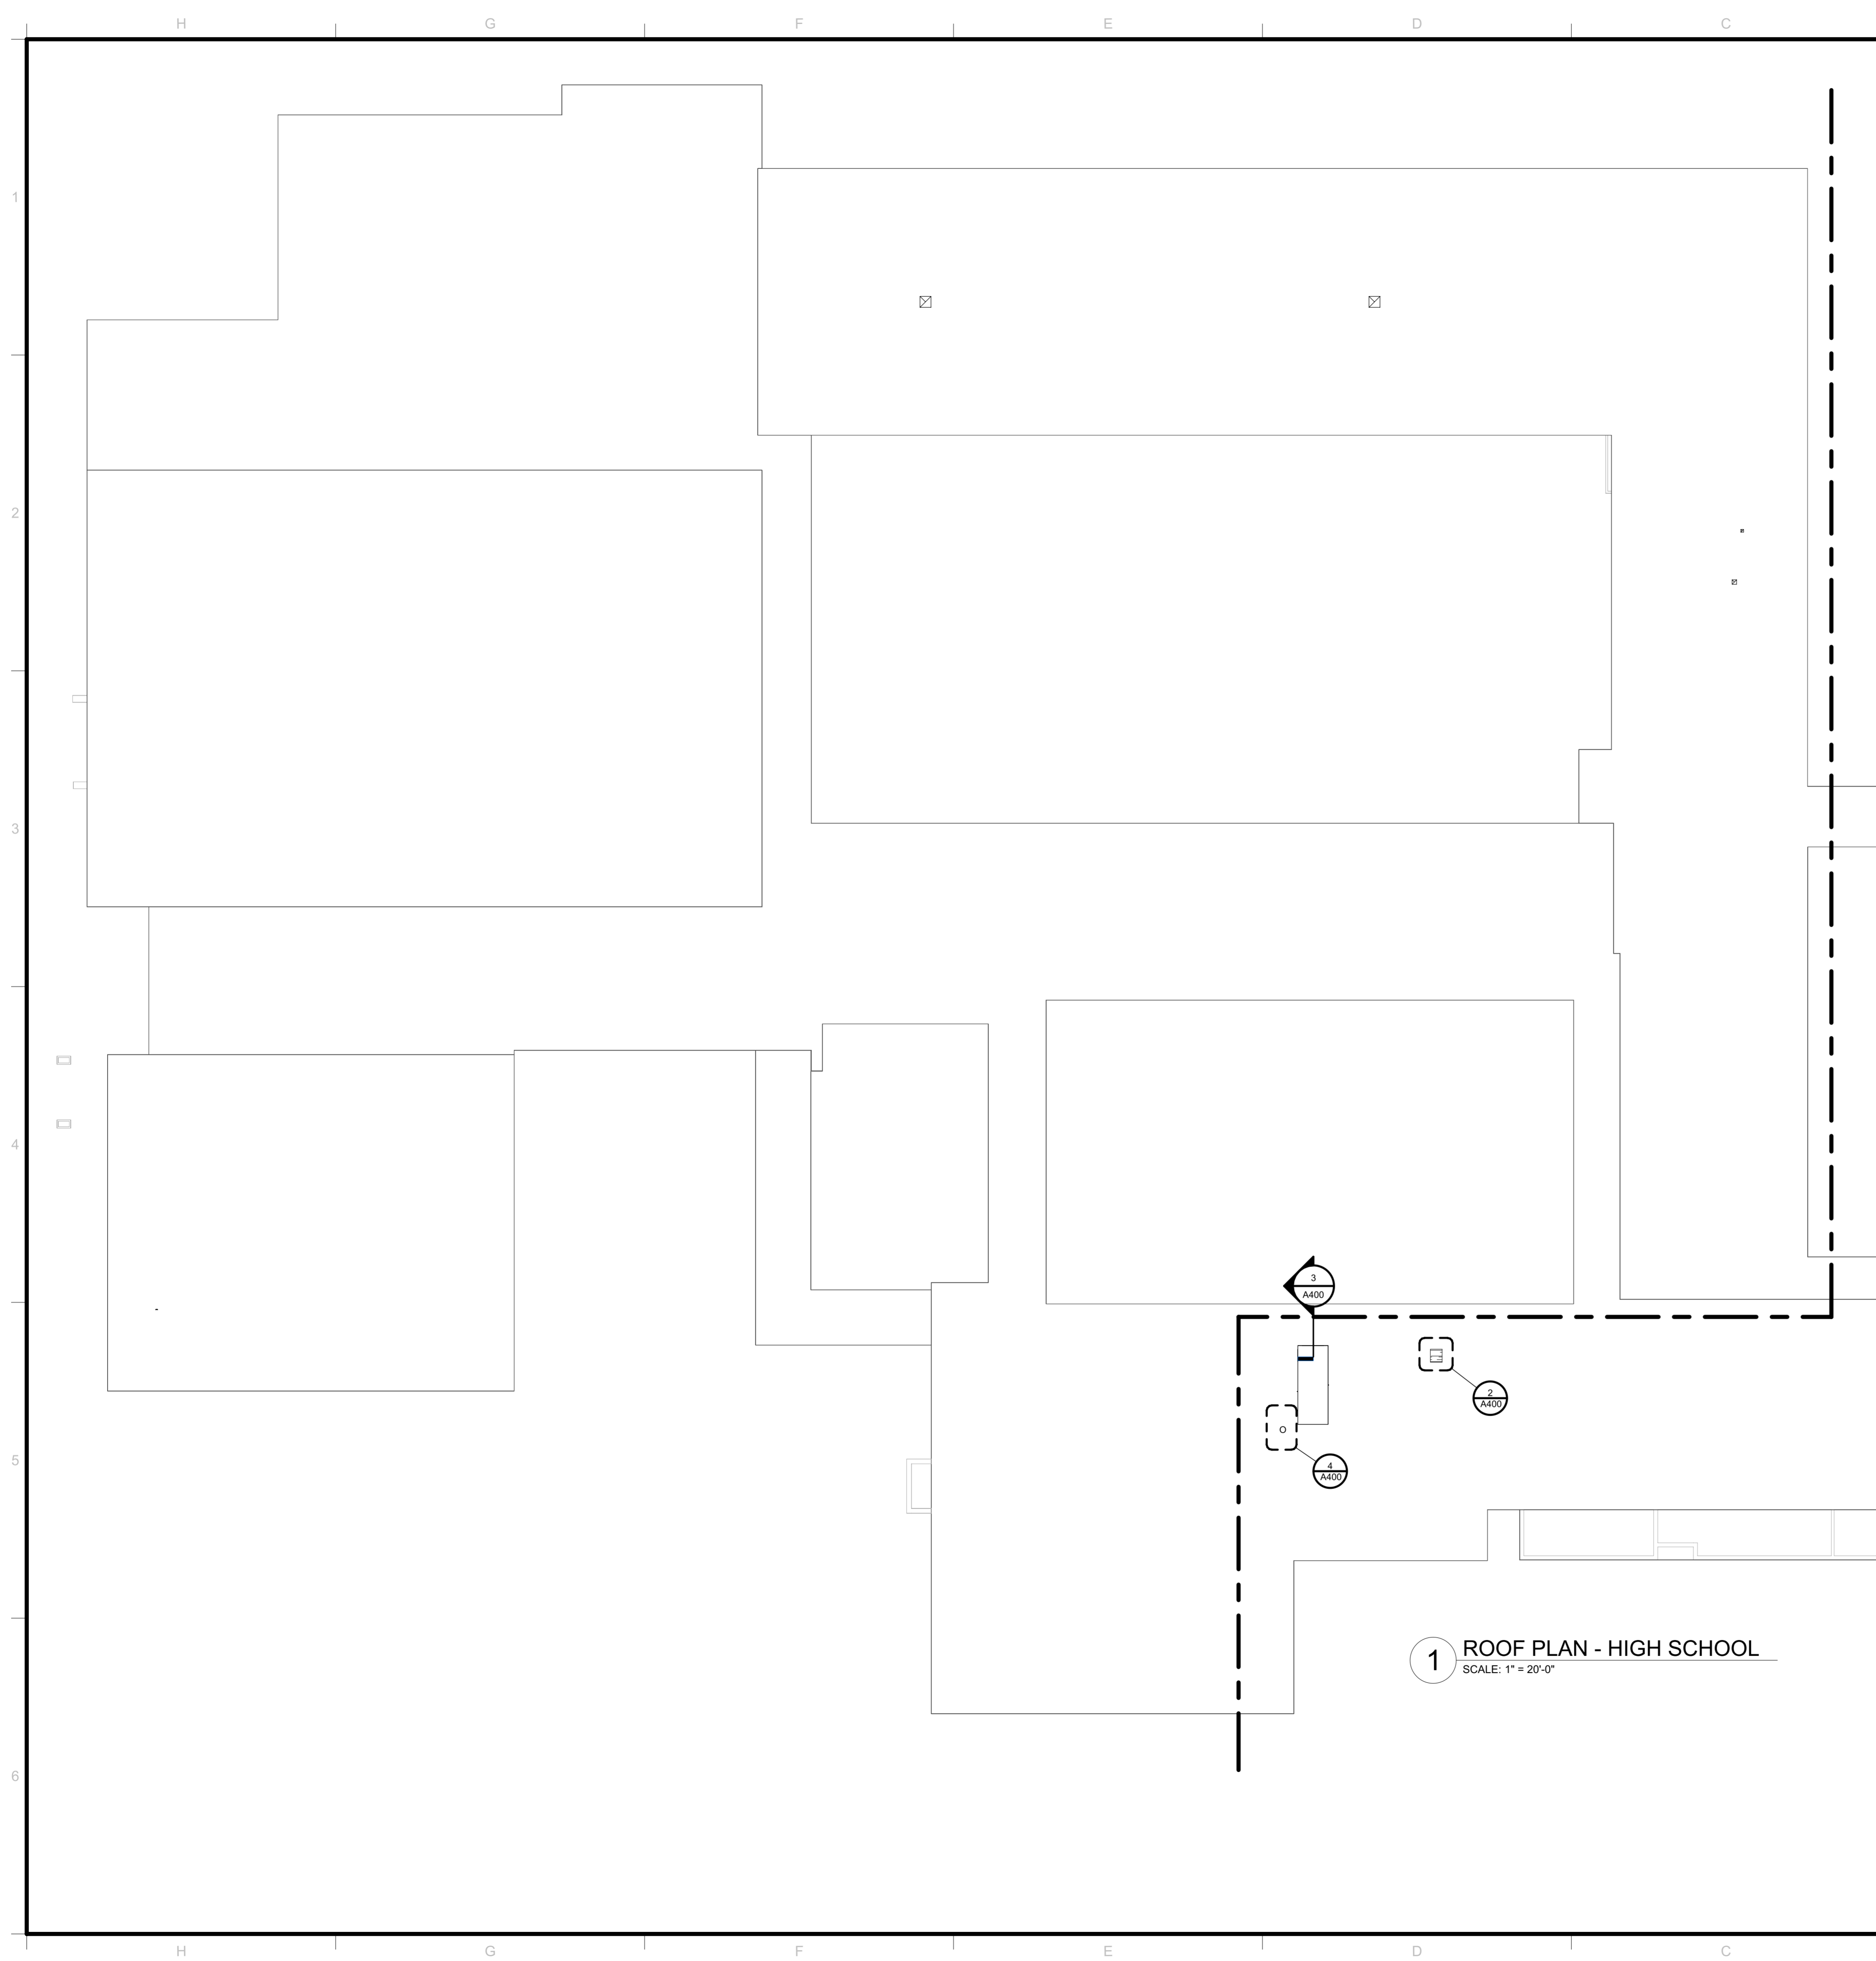 H G F E D C
1
2
3
4
5
6
3
A400
2
A400
O
4
A400
1 ROOF PLAN - HIGH SCHOOL
SCALE: 1" = 20'-0"
H G F E D C